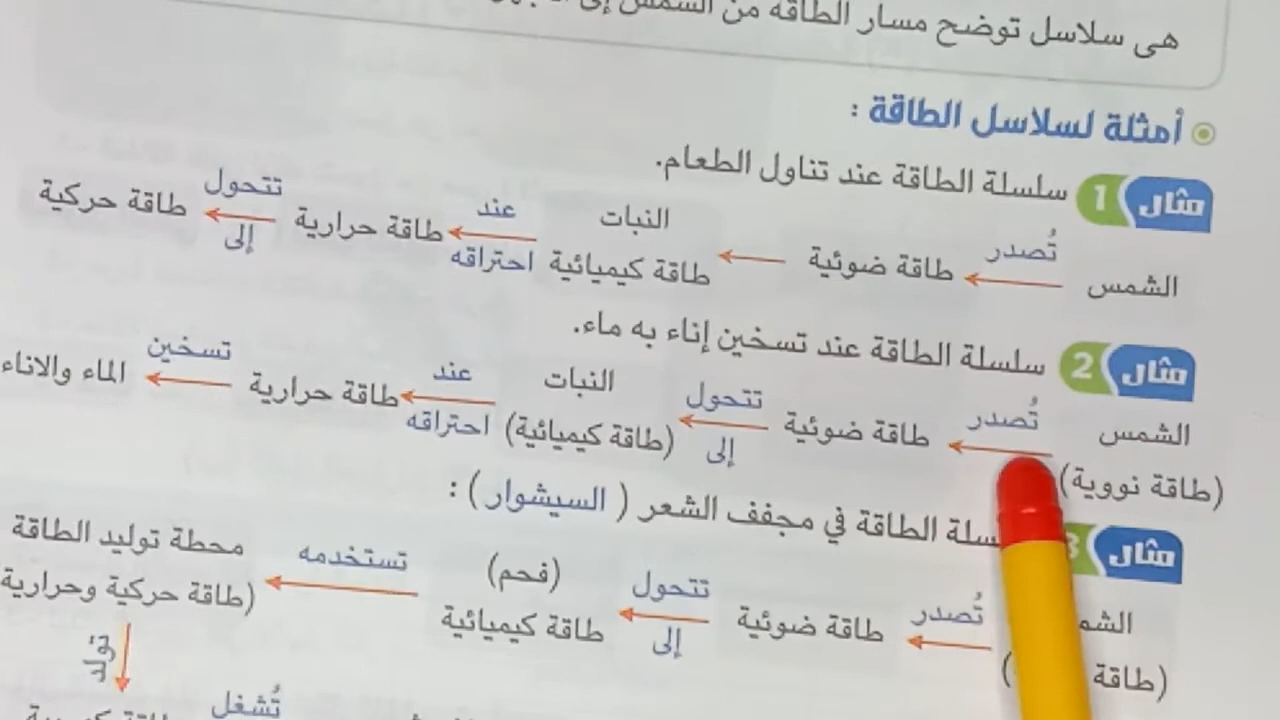 هى سلاسل توضح مسار الطاقة من الشمس إلى
أمثلة لسلاسل الطاقة :
مثال 1 سلسلة الطاقة عند تناول الطعام.
الشمس تُصدر طاقة ضوئية النبات طاقة كيميائية عند احتراقه طاقة حرارية تتحول إلى طاقة حركية
مثال 2 سلسلة الطاقة عند تسخين إناء به ماء.
الشمس (طاقة نووية) تُصدر طاقة ضوئية تتحول إلى النبات (طاقة كيميائية) عند احتراقه طاقة حرارية تسخين الماء والاناء
مثال 3 الطاقة في مجفف الشعر ( السيشوار ) :
تُصدر طاقة ضوئية تتحول إلى (فحم) طاقة كيميائية تستخدمه محطة توليد الطاقة (طاقة حركية وحرارية
(طاقة
تولد
تُشغل